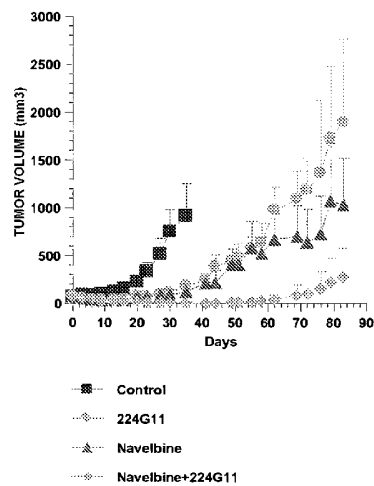 3000
2500
2000
1500
1000
500
0
TUMOR VOLUME (mm3)
0 10 20 30 40 50 60 70 80 90
Days
Control
224G11
Navelbine
Navelbine+224G11